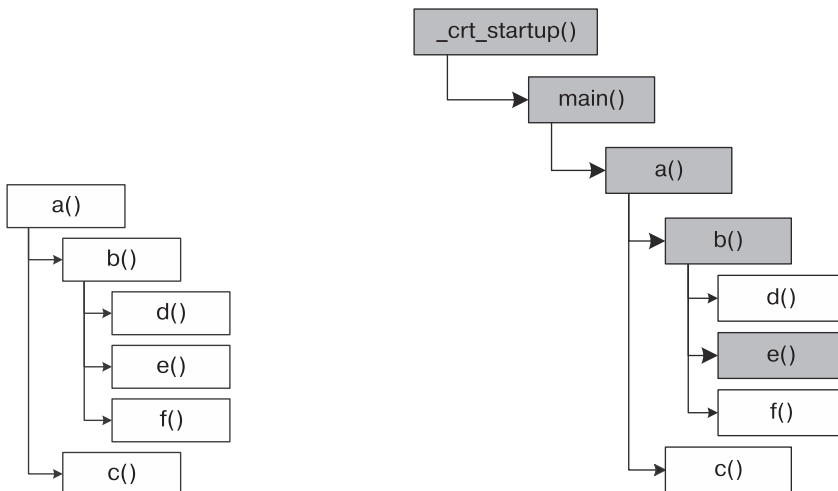 a()
b()
d()
e()
f()
c()
_crt_startup()
main()
a()
b()
d()
e()
f()
c()